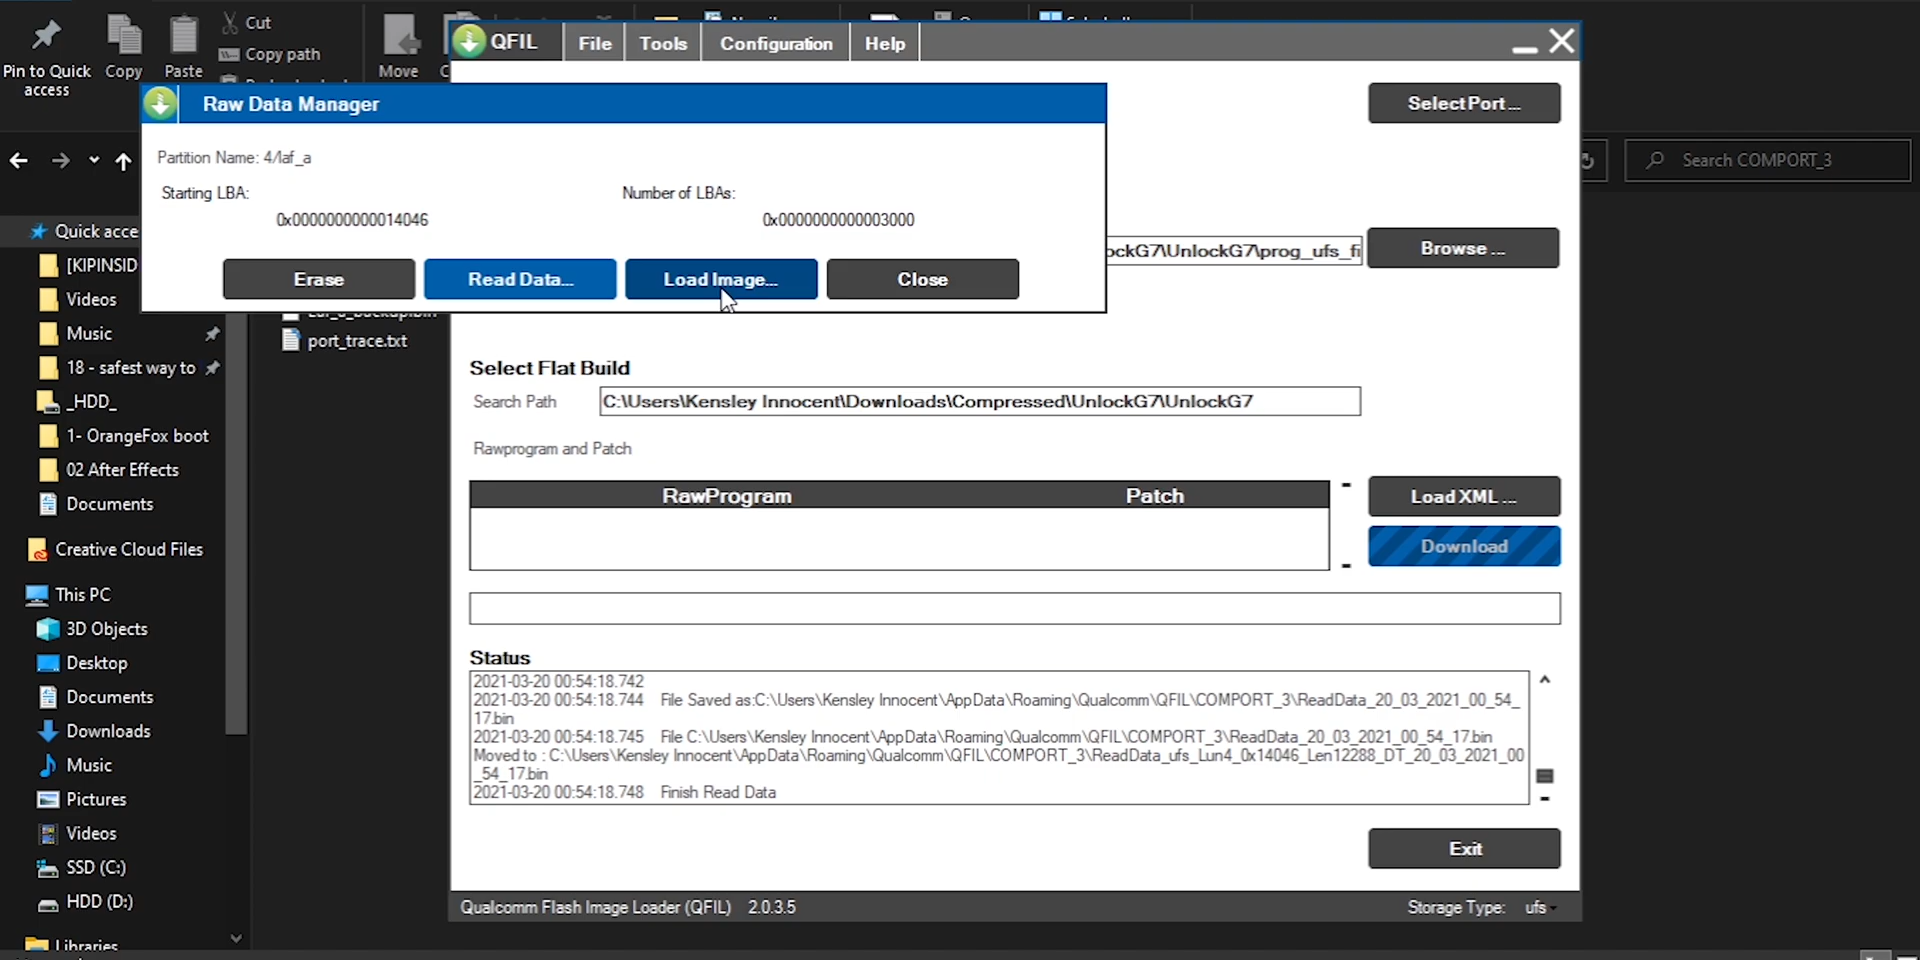 Pin to Quick
access
Copy
Paste
Cut
Copy path
Move
QFIL
File
Tools
Configuration
Help
Select Port ...
Raw Data Manager
Partition Name: 4/laf_a
Starting LBA:
Number of LBAs:
0x0000000000014046
0x0000000000003000
Erase
Read Data...
Load Image...
Close
ockG7\UnlockG7\prog_ufs_fi
Browse ...
Search COMPORT_3
Quick acce
[KIPINSID
Videos
Music
18 - safest way to
_HDD_
1- OrangeFox boot
02 After Effects
Documents
Creative Cloud Files
This PC
3D Objects
Desktop
Documents
Downloads
Music
Pictures
Videos
SSD (C:)
HDD (D:)
Libraries
port_trace.txt
Select Flat Build
Search Path
C:\Users\Kensley Innocent\Downloads\Compressed\UnlockG7\UnlockG7
Rawprogram and Patch
RawProgram
Patch
Load XML ...
Download
Status
2021-03-20 00:54:18.742
2021-03-20 00:54:18.744 File Saved as:C:\Users\Kensley Innocent\AppData\Roaming\Qualcomm\QFIL\COMPORT_3\ReadData_20_03_2021_00_54_
17.bin
2021-03-20 00:54:18.745 File C:\Users\Kensley Innocent\AppData\Roaming\Qualcomm\QFIL\COMPORT_3\ReadData_20_03_2021_00_54_17.bin
Moved to : C:\Users\Kensley Innocent\AppData\Roaming\Qualcomm\QFIL\COMPORT_3\ReadData_ufs_Lun4_0x14046_Len12288_DT_20_03_2021_00
_54_17.bin
2021-03-20 00:54:18.748 Finish Read Data
Exit
Qualcomm Flash Image Loader (QFIL) 2.0.3.5
Storage Type: ufs